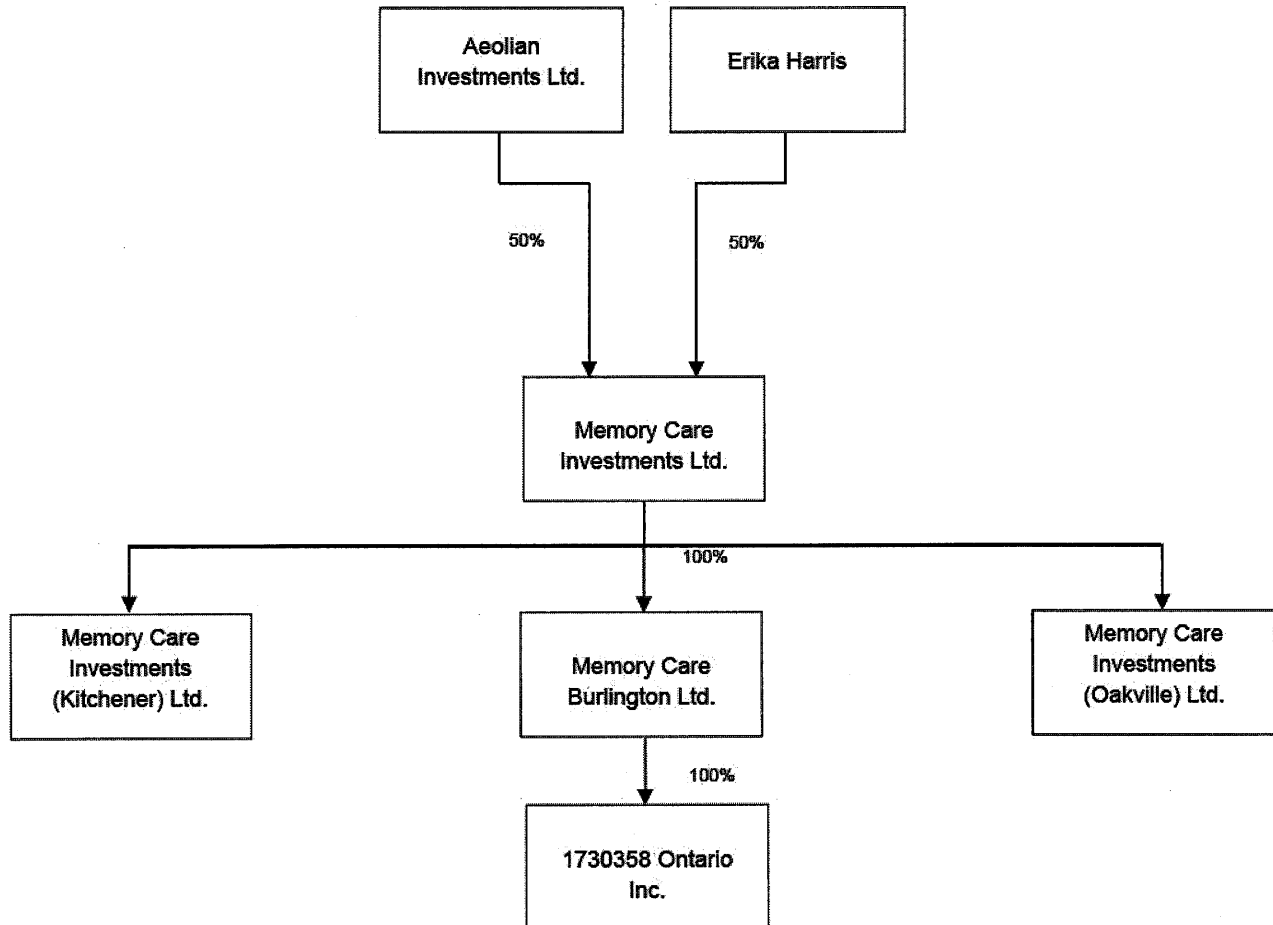 Aeolian
Investments Ltd.
Erika Harris
50%
50%
Memory Care
Investments Ltd.
100%
Memory Care
Investments
(Kitchener) Ltd.
Memory Care
Burlington Ltd.
Memory Care
Investments
(Oakville) Ltd.
100%
1730358 Ontario
Inc.